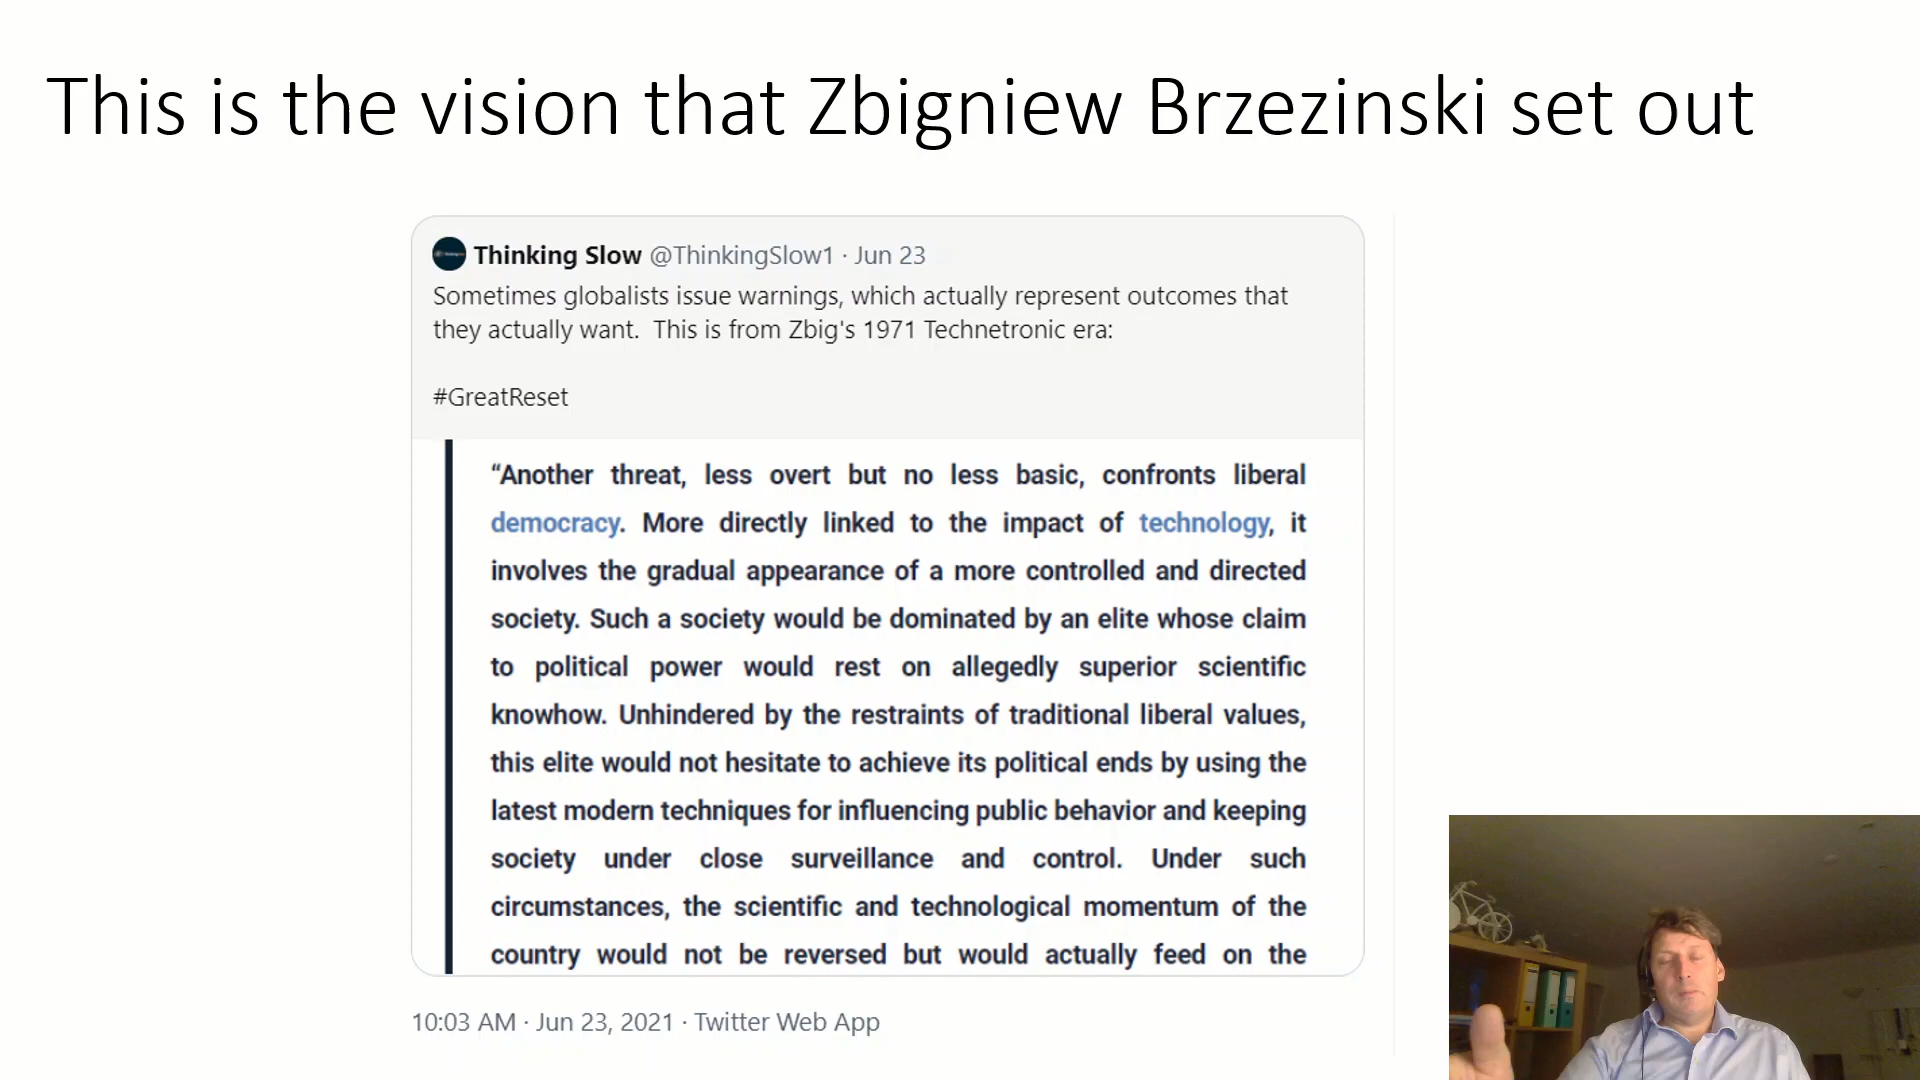 This is the vision that Zbigniew Brzezinski set out
Thinking Slow @ThinkingSlow1 · Jun 23
Sometimes globalists issue warnings, which actually represent outcomes that
they actually want.  This is from Zbig's 1971 Technetronic era:
#GreatReset
“Another threat, less overt but no less basic, confronts liberal
democracy. More directly linked to the impact of technology, it
involves the gradual appearance of a more controlled and directed
society. Such a society would be dominated by an elite whose claim
to political power would rest on allegedly superior scientific
knowhow. Unhindered by the restraints of traditional liberal values,
this elite would not hesitate to achieve its political ends by using the
latest modern techniques for influencing public behavior and keeping
society under close surveillance and control. Under such
circumstances, the scientific and technological momentum of the
country would not be reversed but would actually feed on the
10:03 AM · Jun 23, 2021 · Twitter Web App